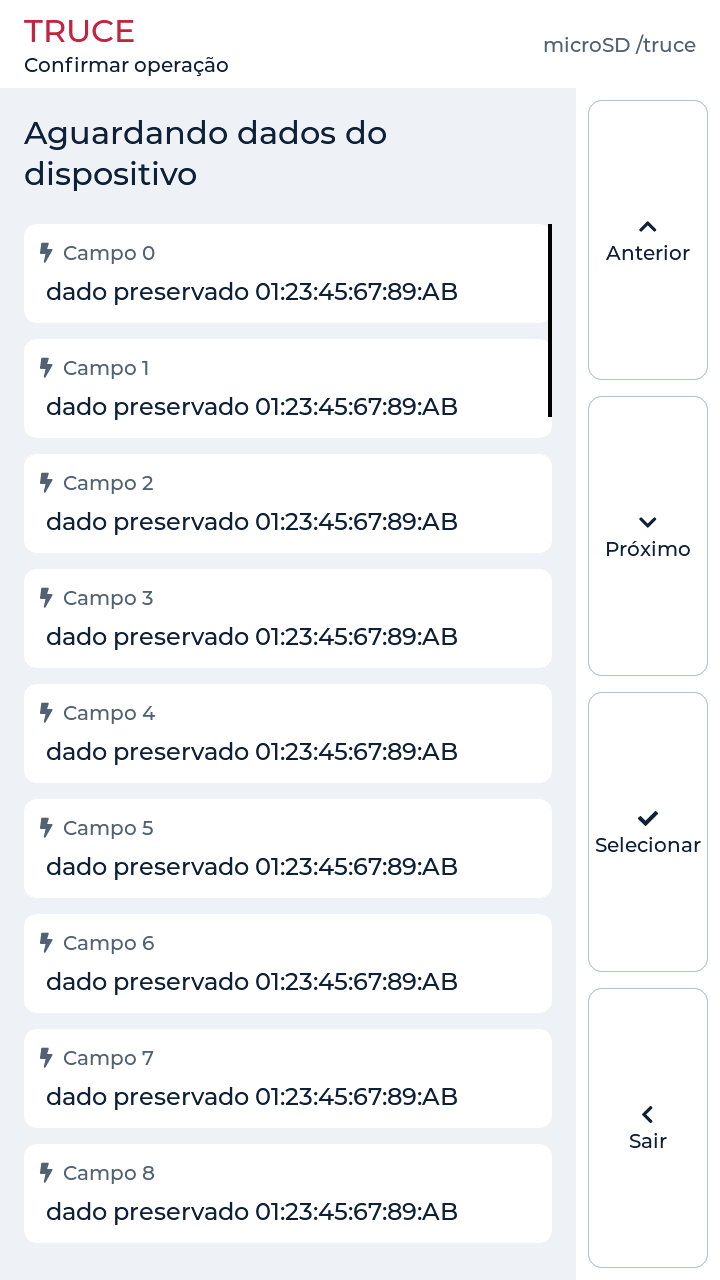 TRUCE
Confirmar operação
microSD /truce
Aguardando dados do
dispositivo
Campo 0
dado preservado 01:23:45:67:89:AB
Campo 1
dado preservado 01:23:45:67:89:AB
Campo 2
dado preservado 01:23:45:67:89:AB
Campo 3
dado preservado 01:23:45:67:89:AB
Campo 4
dado preservado 01:23:45:67:89:AB
Campo 5
dado preservado 01:23:45:67:89:AB
Campo 6
dado preservado 01:23:45:67:89:AB
Campo 7
dado preservado 01:23:45:67:89:AB
Campo 8
dado preservado 01:23:45:67:89:AB
Anterior
Próximo
Selecionar
Sair